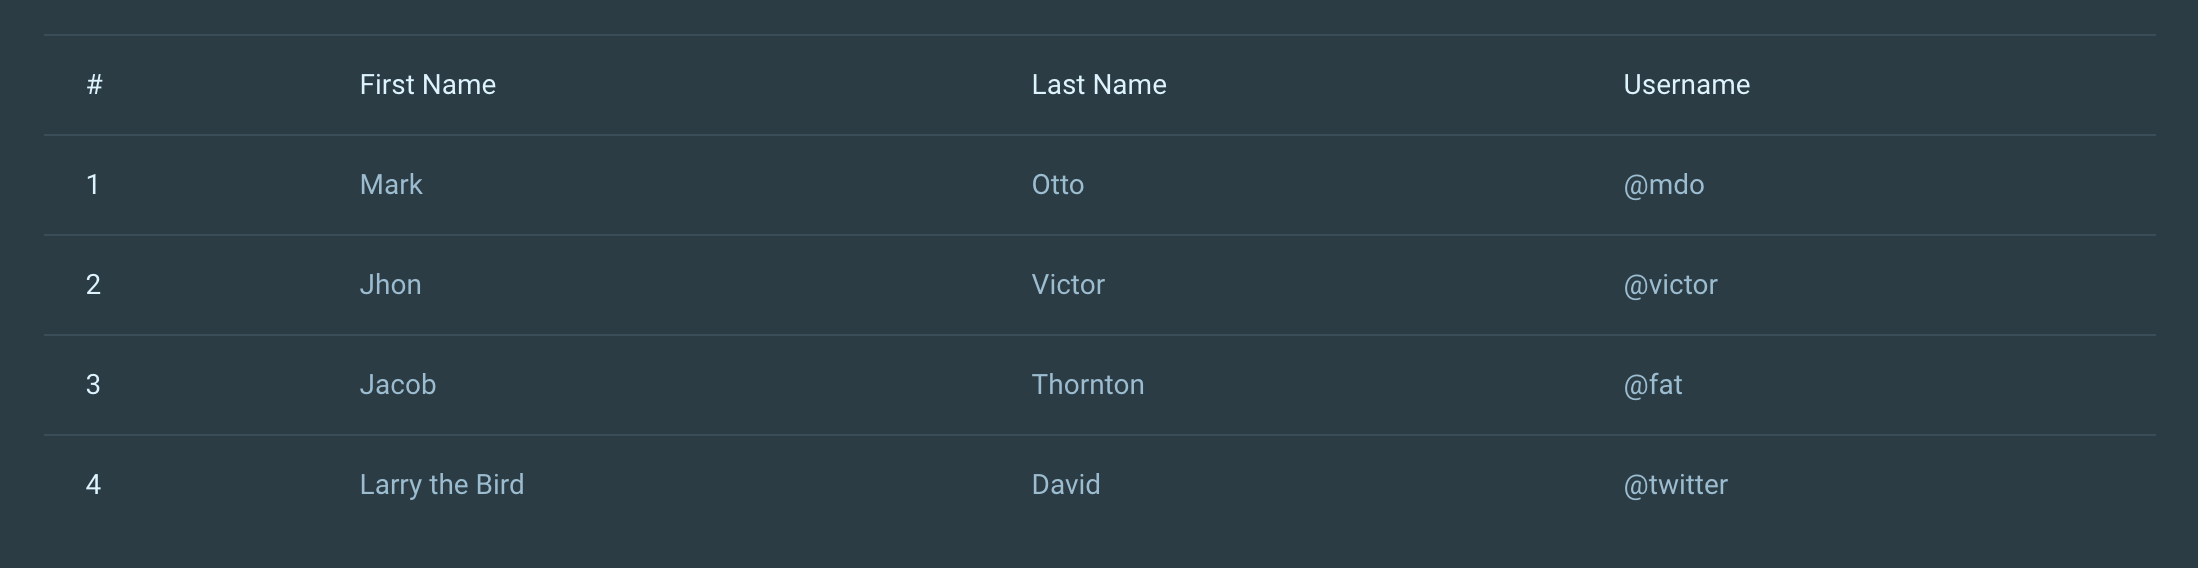 # First Name Last Name Username
1 Mark Otto @mdo
2 Jhon Victor @victor
3 Jacob Thornton @fat
4 Larry the Bird David @twitter